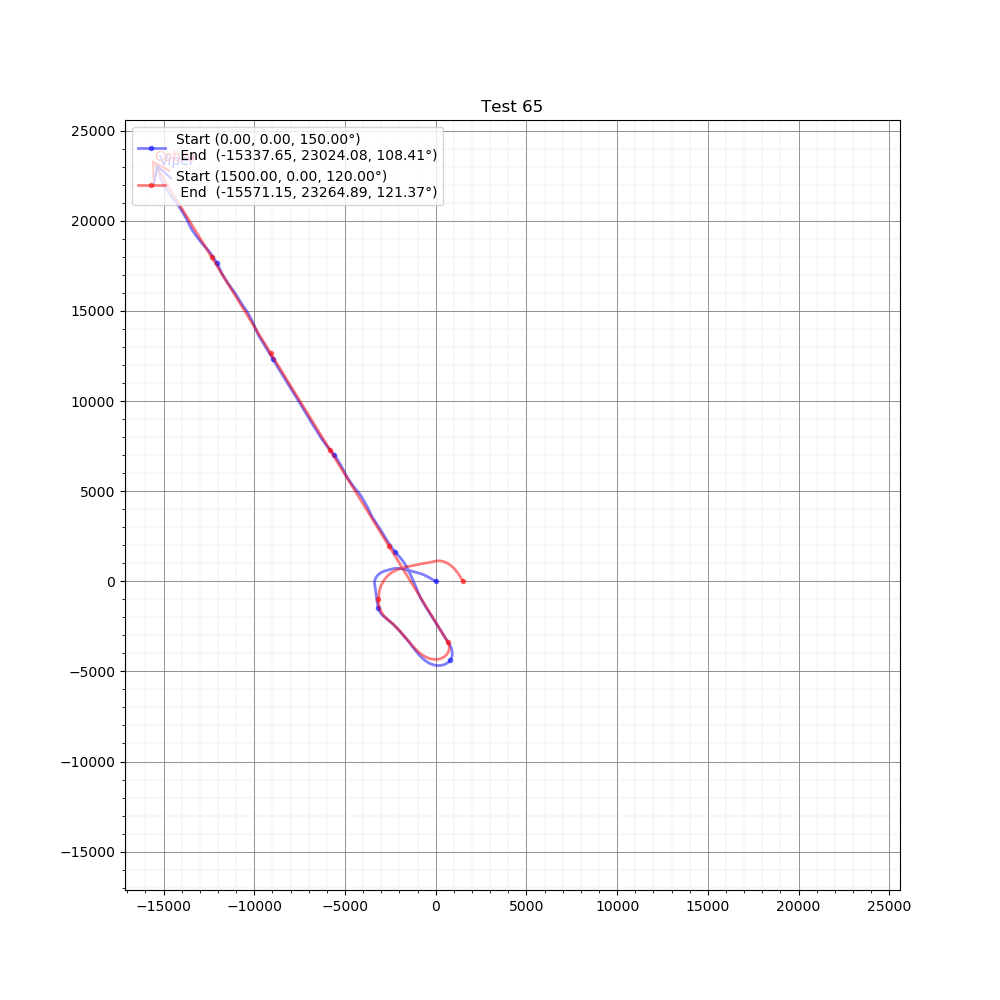 Test 65
Start (0.00, 0.00, 150.00°)
End (-15337.65, 23024.08, 108.41°)
Start (1500.00, 0.00, 120.00°)
End (-15571.15, 23264.89, 121.37°)
Viper
25000
20000
15000
10000
5000
0
−5000
−10000
−15000
−15000 −10000 −5000 0 5000 10000 15000 20000 25000